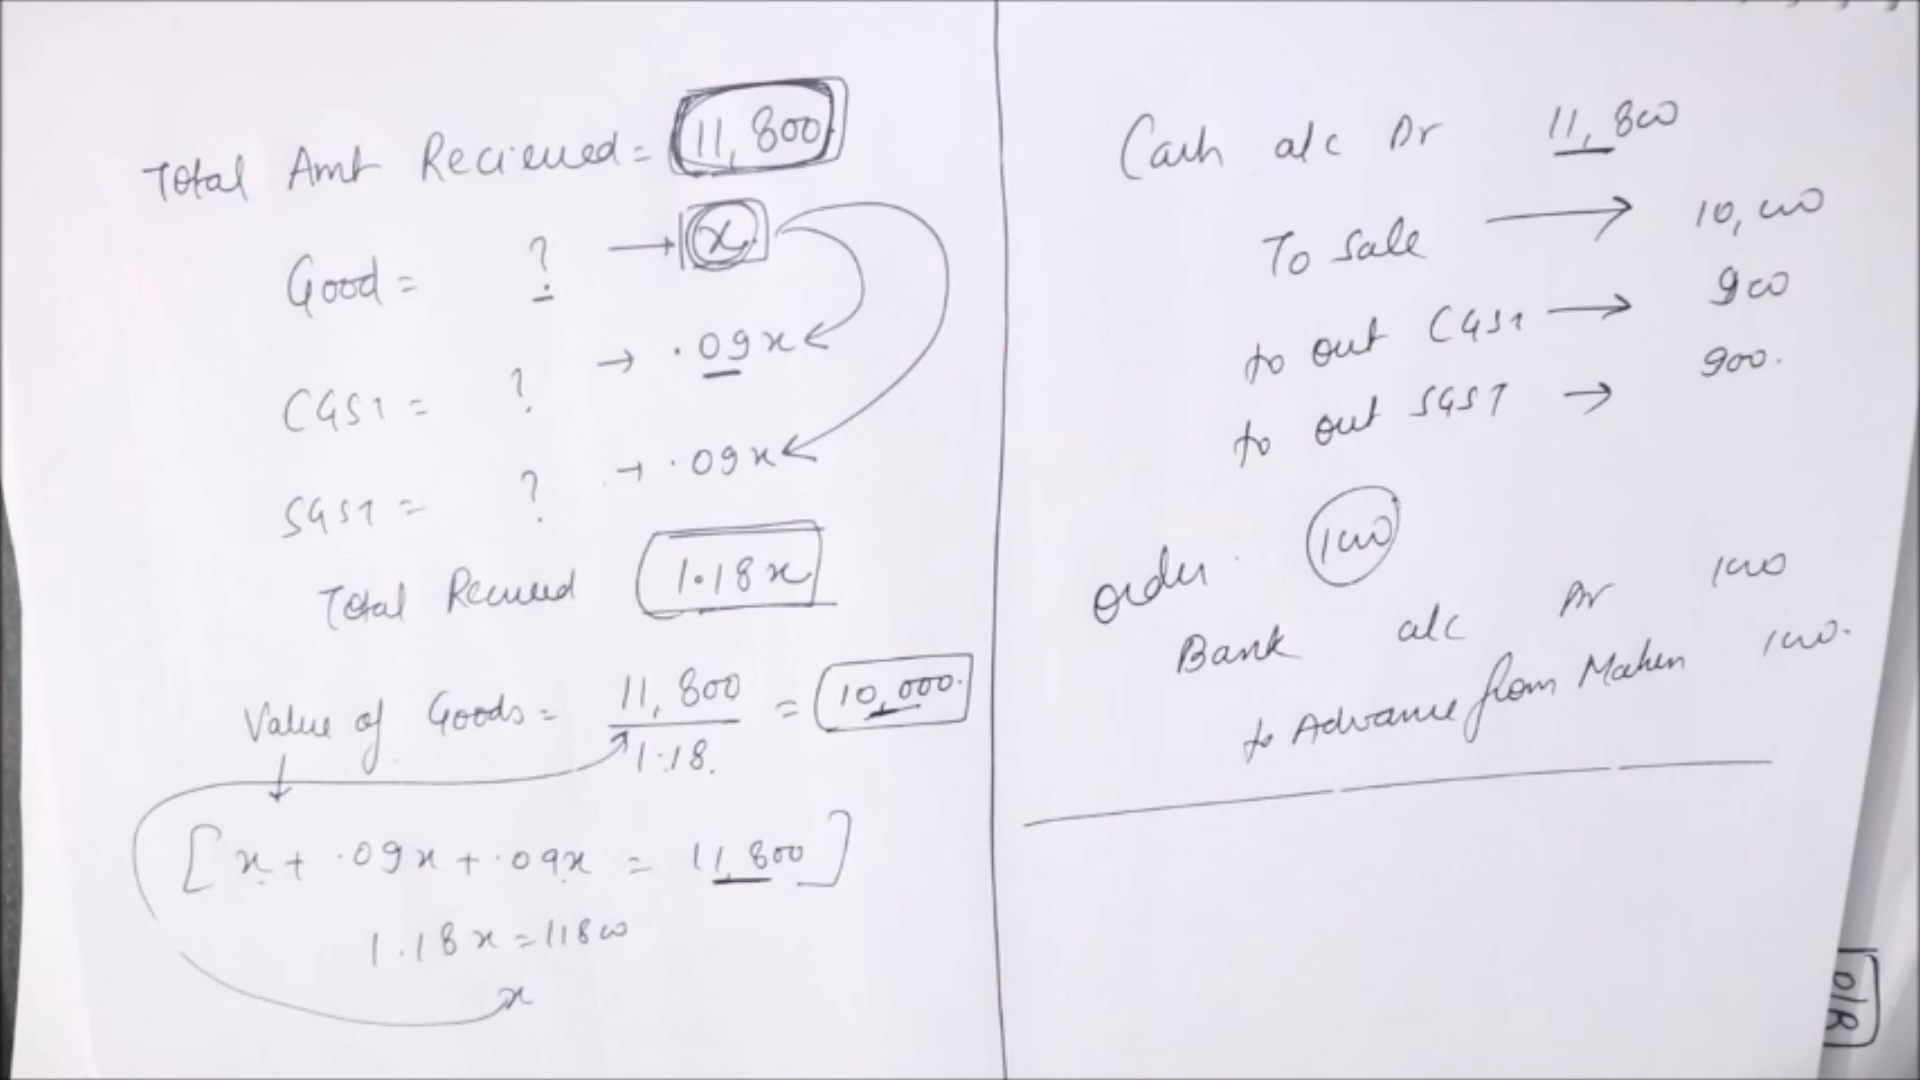 Total Amt Recieved = 11,800
Good = ? → x
CGST = ? → .09x
SGST = ? → .09x
Total Received 1.18x
Value of Goods = 11,800 / 1.18. = 10,000.
[x + .09x + .09x = 11,800]
1.18x = 11800
x
Cash a/c Dr 11,800
To Sale → 10,000
to out CGST → 900
to out SGST → 900.
order 1000
Bank a/c Dr 1000
to Advance from 1000.